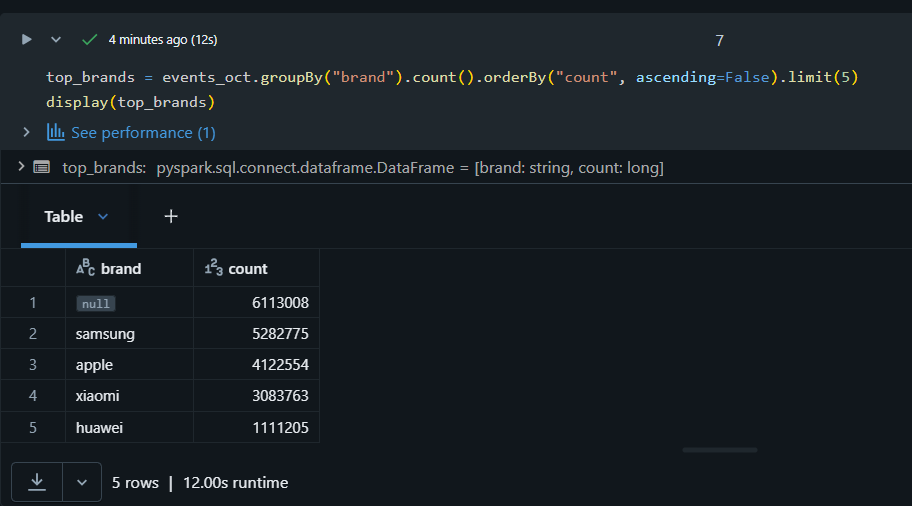 4 minutes ago (12s)
7
top_brands = events_oct.groupBy("brand").count().orderBy("count", ascending=False).limit(5)
display(top_brands)
See performance (1)
top_brands: pyspark.sql.connect.dataframe.DataFrame = [brand: string, count: long]
Table
+
ABC brand 123 count
1 null 6113008
2 samsung 5282775
3 apple 4122554
4 xiaomi 3083763
5 huawei 1111205
5 rows | 12.00s runtime